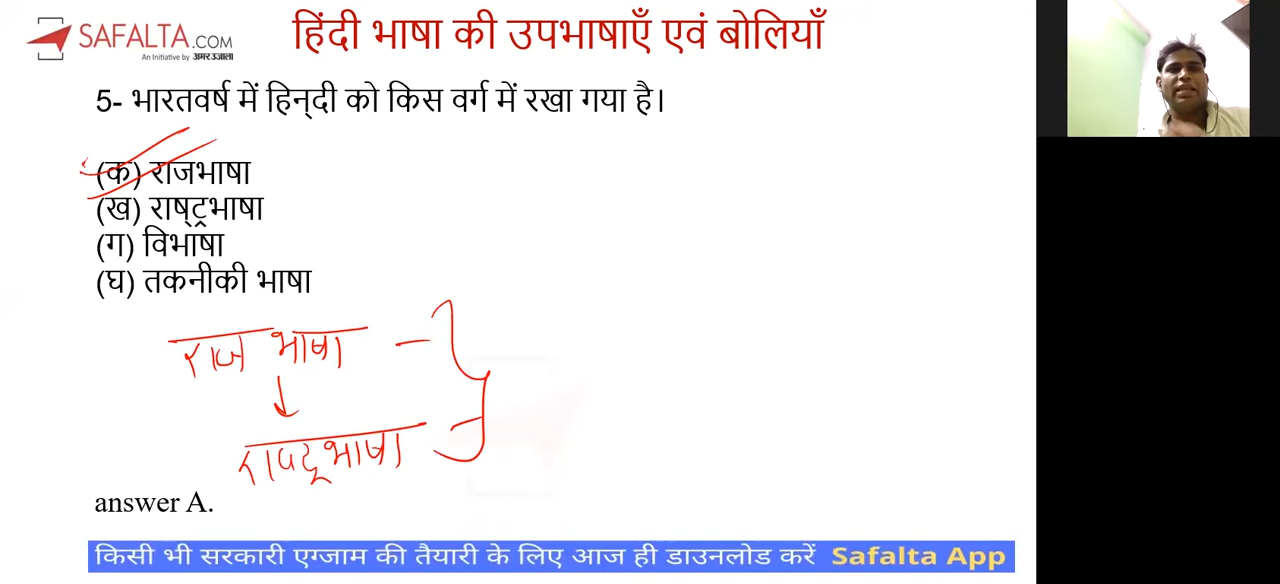 SAFALTA.COM
An Initiative by अमर उजाला
हिंदी भाषा की उपभाषाएँ एवं बोलियाँ
5- भारतवर्ष में हिन्‌दी को किस वर्ग में रखा गया है।
(क) राजभाषा
(ख) राष्‌ट्रभाषा
(ग) विभाषा
(घ) तकनीकी भाषा
राज भाषा
राष्ट्रभाषा
answer A.
किसी भी सरकारी एग्जाम की तैयारी के लिए आज ही डाउनलोड करें Safalta App